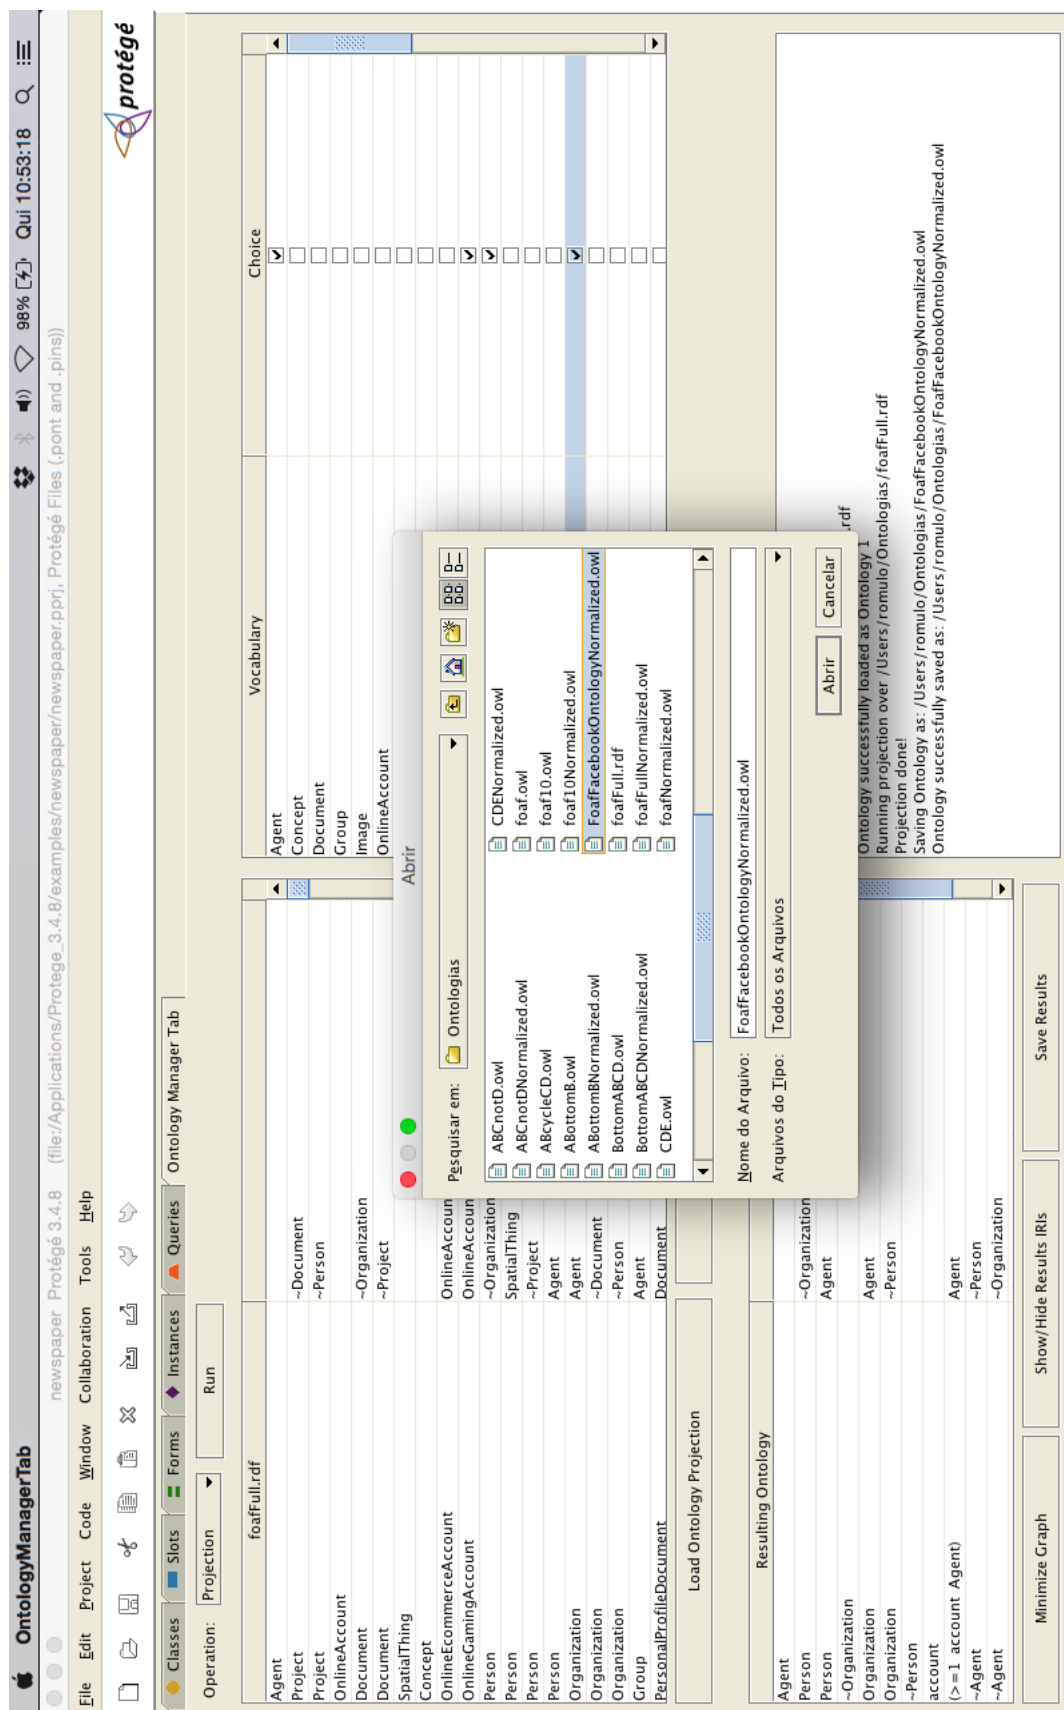 OntologyManagerTab
98%
Qui 10:53:18
newspaper Protégé 3.4.8 (file:/Applications/Protege_3.4.8/examples/newspaper/newspaper.pprj, Protégé Files (.pont and .pins))
File Edit Project Code Window Collaboration Tools Help
protégé
Classes Slots Forms Instances Queries Ontology Manager Tab
Operation: Projection Run
foafFull.rdf
Agent
Project ~Document
Project ~Person
OnlineAccount
Document ~Organization
Document ~Project
SpatialThing
Concept
OnlineEcommerceAccount OnlineAccoun
OnlineGamingAccount OnlineAccoun
Person ~Organization
Person SpatialThing
Person ~Project
Person Agent
Organization Agent
Organization ~Document
Organization ~Person
Group Agent
PersonalProfileDocument Document
Load Ontology Projection
Vocabulary Choice
Agent
Concept
Document
Group
Image
OnlineAccount
Abrir
Pesquisar em: Ontologias
ABCnotD.owl CDENormalized.owl
ABCnotDNormalized.owl foaf.owl
ABcycleCD.owl foaf10.owl
ABottomB.owl foaf10Normalized.owl
ABottomBNormalized.owl FoafFacebookOntologyNormalized.owl
BottomABCD.owl foafFull.rdf
BottomABCDNormalized.owl foafFullNormalized.owl
CDE.owl foafNormalized.owl
Nome do Arquivo: FoafFacebookOntologyNormalized.owl
Arquivos do Tipo: Todos os Arquivos
Abrir Cancelar
Resulting Ontology
Agent
Person ~Organization
Person Agent
~Organization
Organization Agent
Organization ~Person
~Person
account
(>=1 account Agent) Agent
~Agent ~Person
~Agent ~Organization
Minimize Graph Show/Hide Results IRIs Save Results
.rdf
Ontology successfully loaded as Ontology 1
Running projection over /Users/romulo/Ontologias/foafFull.rdf
Projection done!
Saving Ontology as: /Users/romulo/Ontologias/FoafFacebookOntologyNormalized.owl
Ontology successfully saved as: /Users/romulo/Ontologias/FoafFacebookOntologyNormalized.owl